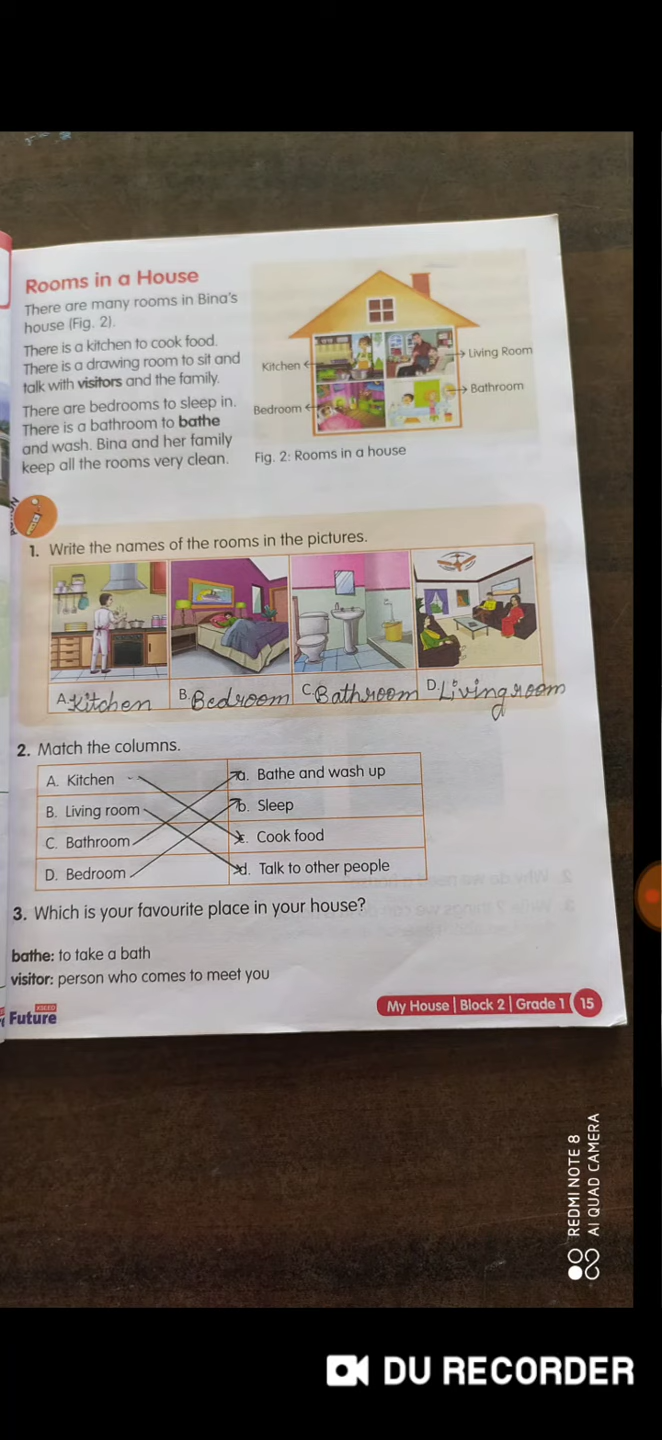 Rooms in a House
There are many rooms in Bina's
house (Fig. 2).
There is a kitchen to cook food.
There is a drawing room to sit and
talk with visitors and the family.
There are bedrooms to sleep in.
There is a bathroom to bathe
and wash. Bina and her family
keep all the rooms very clean.
Kitchen
Living Room
Bedroom
Bathroom
Fig. 2: Rooms in a house
1. Write the names of the rooms in the pictures.
A. Kitchen
B. Bedroom
C. Bathroom
D. Living room
2. Match the columns.
A. Kitchen
a. Bathe and wash up
B. Living room
b. Sleep
C. Bathroom
c. Cook food
D. Bedroom
d. Talk to other people
3. Which is your favourite place in your house?
bathe: to take a bath
visitor: person who comes to meet you
Future
My House | Block 2 | Grade 1 15
REDMI NOTE 8
AI QUAD CAMERA
DU RECORDER